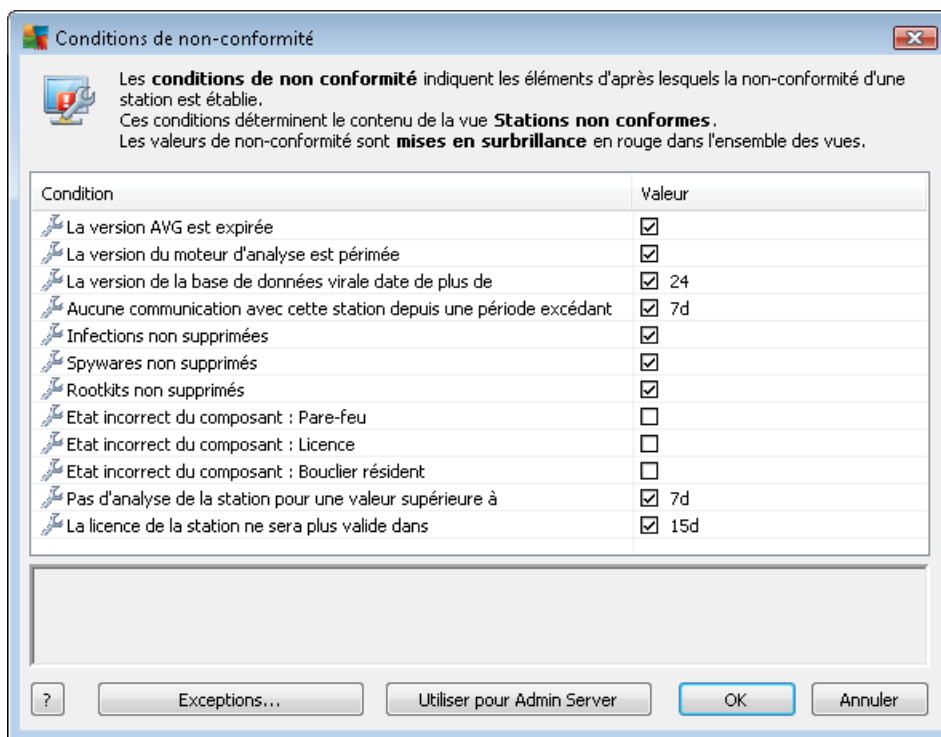 Conditions de non-conformité
Les conditions de non conformité indiquent les éléments d'après lesquels la non-conformité d'une
station est établie.
Ces conditions déterminent le contenu de la vue Stations non conformes.
Les valeurs de non-conformité sont mises en surbrillance en rouge dans l'ensemble des vues.
Condition Valeur
La version AVG est expirée
La version du moteur d'analyse est périmée
La version de la base de données virale date de plus de 24
Aucune communication avec cette station depuis une période excédant 7d
Infections non supprimées
Spywares non supprimés
Rootkits non supprimés
Etat incorrect du composant : Pare-feu
Etat incorrect du composant : Licence
Etat incorrect du composant : Bouclier résident
Pas d'analyse de la station pour une valeur supérieure à 7d
La licence de la station ne sera plus valide dans 15d
? Exceptions... Utiliser pour Admin Server OK Annuler